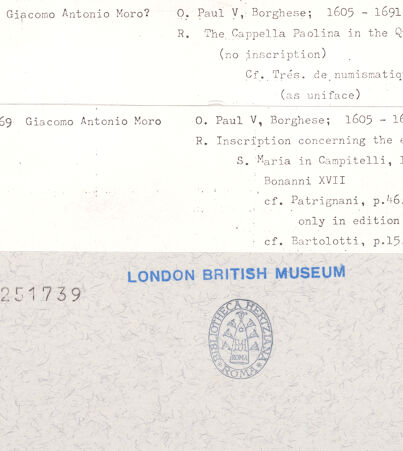 Giacomo Antonio Moro? O. Paul V, Borghese; 1605 - 1691
R. The Cappella Paolina in the Q
(no inscription)
Cf. Trés. de numismatiq
(as uniface)
69 Giacomo Antonio Moro O. Paul V, Borghese; 1605 - 16
R. Inscription concerning the e
S. Maria in Campitelli,
Bonanni XVII
cf. Patrignani, p.46.
only in edition
cf. Bartolotti, p.15.
LONDON BRITISH MUSEUM
251739
BIBLIOTHECA HERTZIANA
ROMA
ROMA